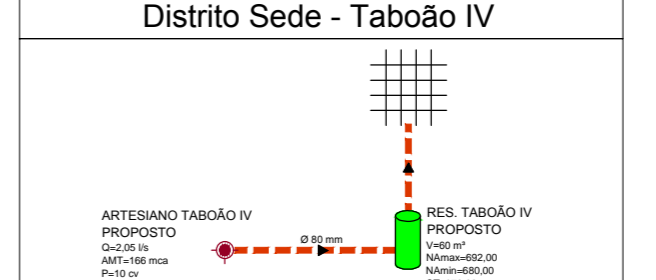 Distrito Sede - Taboão IV
ARTESIANO TABOÃO IV
PROPOSTO
Q=2,05 l/s
AMT=166 mca
P=10 cv
Ø 80 mm
RES. TABOÃO IV
PROPOSTO
V=60 m³
NAmax=692,00
NAmin=680,00